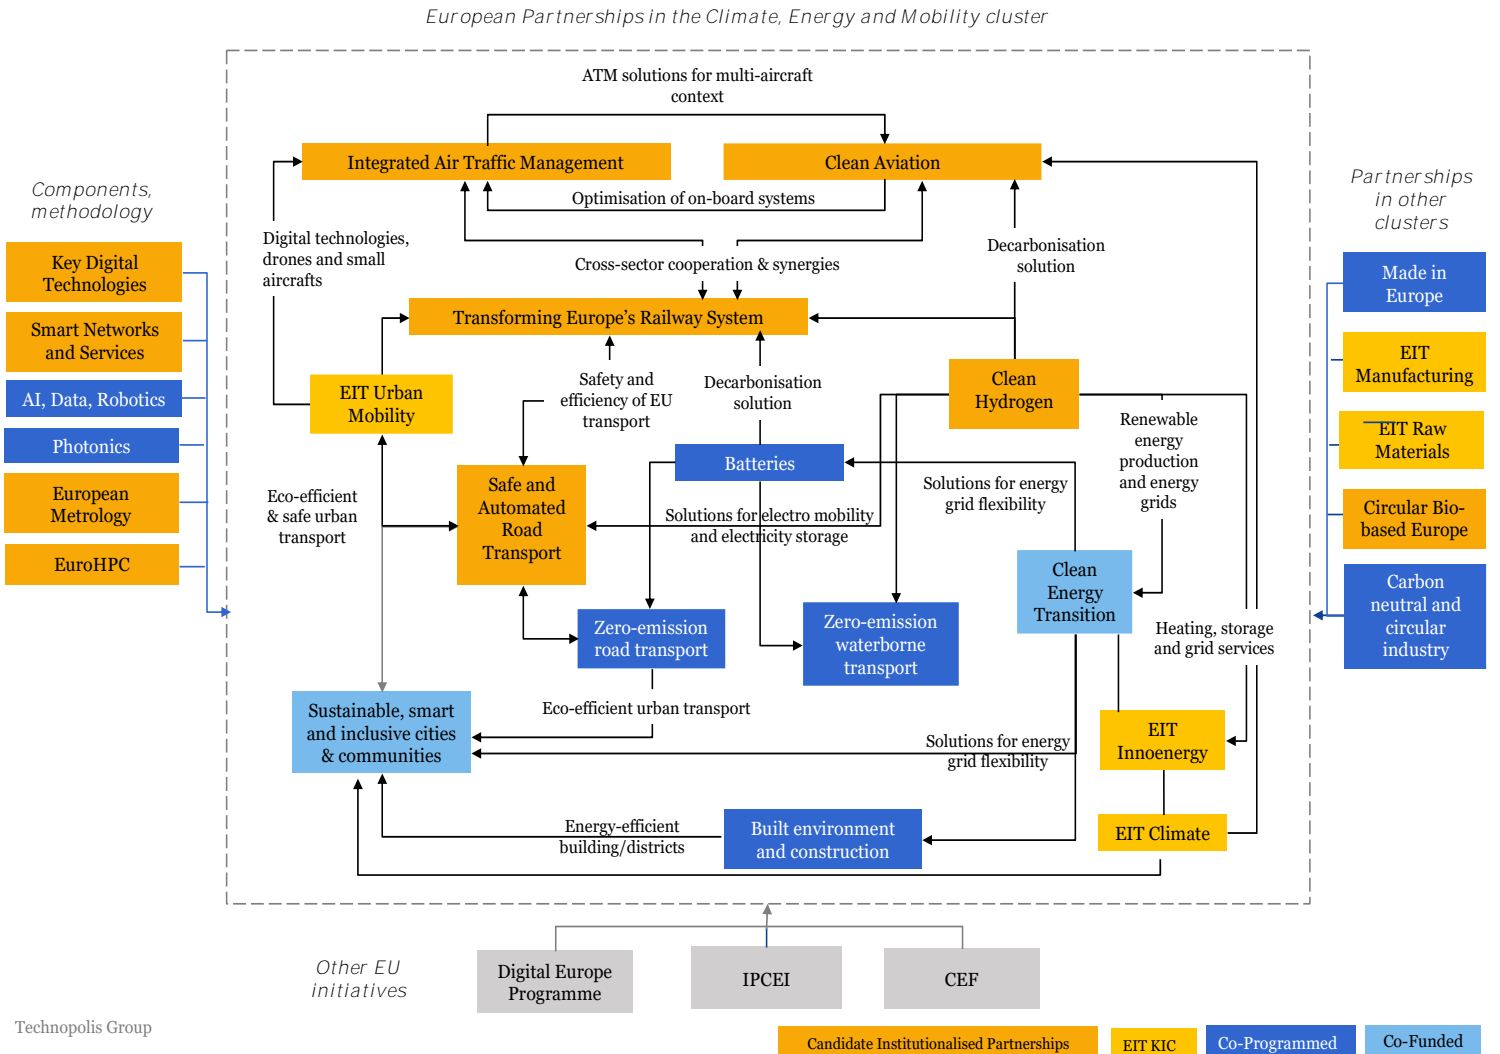 European Partnerships in the Climate, Energy and Mobility cluster
ATM solutions for multi-aircraft
context
Integrated Air Traffic Management
Clean Aviation
Optimisation of on-board systems
Components,
methodology
Key Digital
Technologies
Smart Networks
and Services
AI, Data, Robotics
Photonics
European
Metrology
EuroHPC
Digital technologies,
drones and small
aircrafts
Cross-sector cooperation & synergies
Decarbonisation
solution
Transforming Europe's Railway System
EIT Urban
Mobility
Safety and
efficiency of EU
transport
Decarbonisation
solution
Clean
Hydrogen
Renewable
energy
production
and energy
grids
Batteries
Solutions for energy
grid flexibility
Eco-efficient
& safe urban
transport
Safe and
Automated
Road
Transport
Solutions for electro mobility
and electricity storage
Clean
Energy
Transition
Zero-emission
road transport
Zero-emission
waterborne
transport
Heating, storage
and grid services
Sustainable, smart
and inclusive cities
& communities
Eco-efficient urban transport
Solutions for energy
grid flexibility
EIT
Innoenergy
Energy-efficient
building/districts
Built environment
and construction
EIT Climate
Partnerships
in other
clusters
Made in
Europe
EIT
Manufacturing
EIT Raw
Materials
Circular Bio-
based Europe
Carbon
neutral and
circular
industry
Other EU
initiatives
Digital Europe
Programme
IPCEI
CEF
Technopolis Group
Candidate Institutionalised Partnerships
EIT KIC
Co-Programmed
Co-Funded